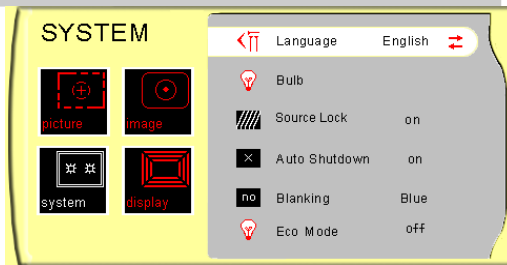 SYSTEM
picture
image
system
display
Language English
Bulb
Source Lock on
Auto Shutdown on
no Blanking Blue
Eco Mode off